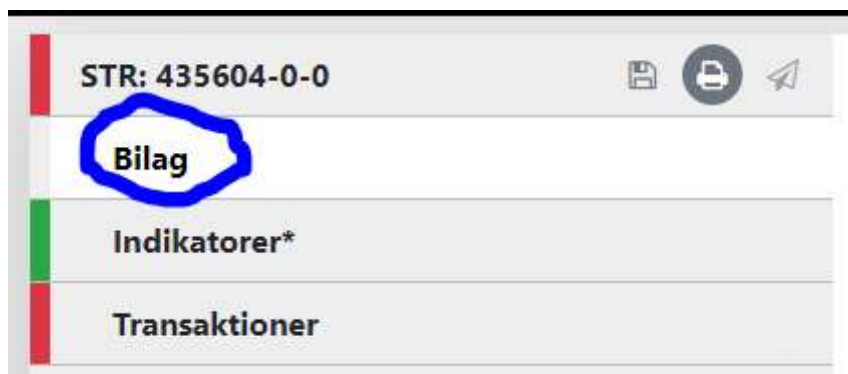 STR: 435604-0-0
Bilag
Indikatorer*
Transaktioner